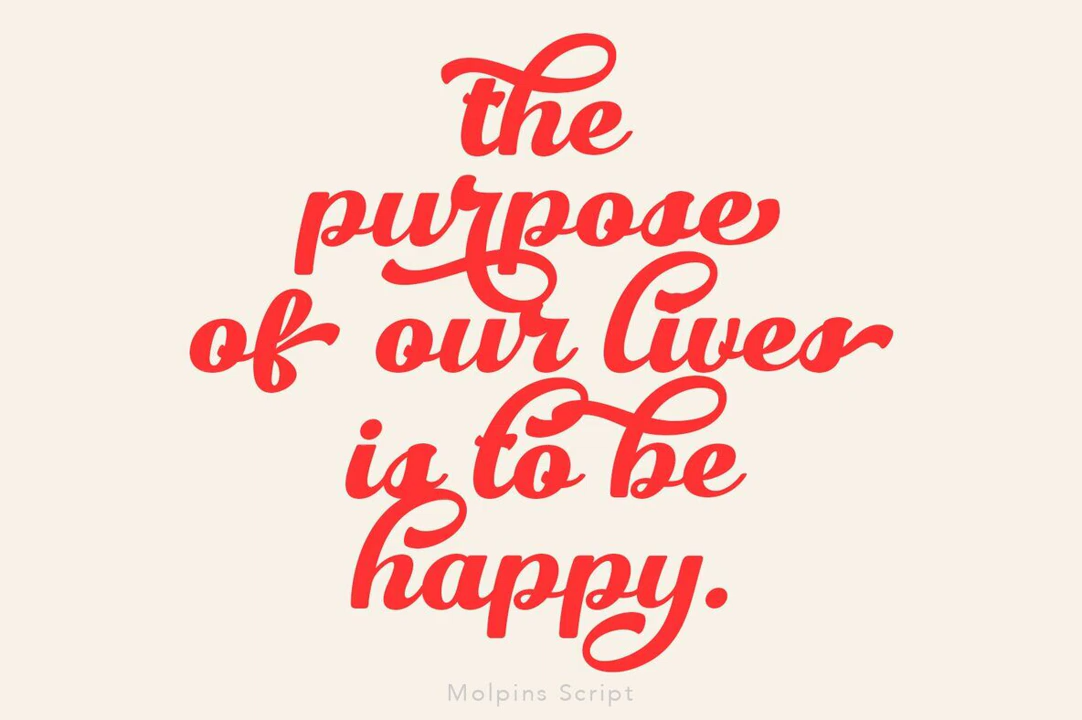 the
purpose
of our lives
is to be
happy.
Molpins Script